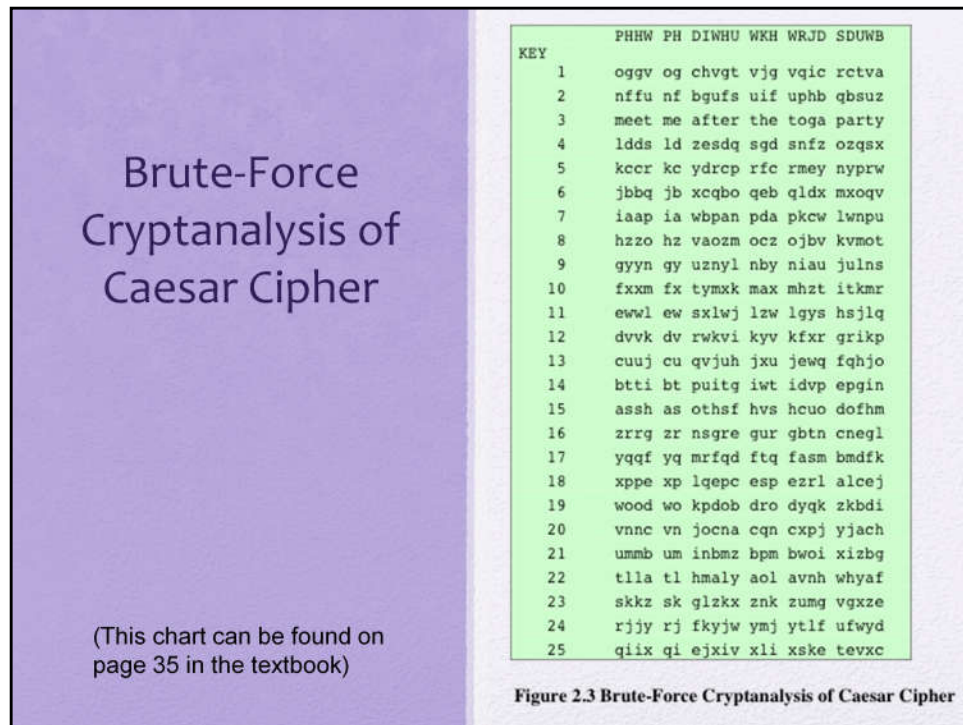 Brute-Force
Cryptanalysis of
Caesar Cipher
(This chart can be found on
page 35 in the textbook)
PHHW PH DIWHU WKH WRJD SDUWB
KEY
1 oggv og chvgt vjg vqic rctva
2 nffu nf bgufs uif uphb qbsuz
3 meet me after the toga party
4 ldds ld zesdq sgd snfz ozqsx
5 kccr kc ydrcp rfc rmey nyprw
6 jbbq jb xcqbo qeb qldx mxoqv
7 iaap ia wbpan pda pkcw lwnpu
8 hzzo hz vaozm ocz ojbv kvmot
9 gyyn gy uznyl nby niau julns
10 fxxm fx tymxk max mhzt itkmr
11 ewwl ew sxlwj lzw lgys hsjlq
12 dvvk dv rwkvi kyv kfxr grikp
13 cuuj cu qvjuh jxu jewq fqhjo
14 btti bt puitg iwt idvp epgin
15 assh as othsf hvs hcuo dofhm
16 zrrg zr nsgre gur gbtn cnegl
17 yqqf yq mrfqd ftq fasm bmdfk
18 xppe xp lqepc esp ezrl alcej
19 wood wo kpdob dro dyqk zkbdi
20 vnnc vn jocna cqn cxpj yjach
21 ummb um inbmz bpm bwoi xizbg
22 tlla tl hmaly aol avnh whyaf
23 skkz sk glzkx znk zumg vgxze
24 rjjy rj fkyjw ymj ytlf ufwyd
25 qiix qi ejxiv xli xske tevxc
Figure 2.3 Brute-Force Cryptanalysis of Caesar Cipher